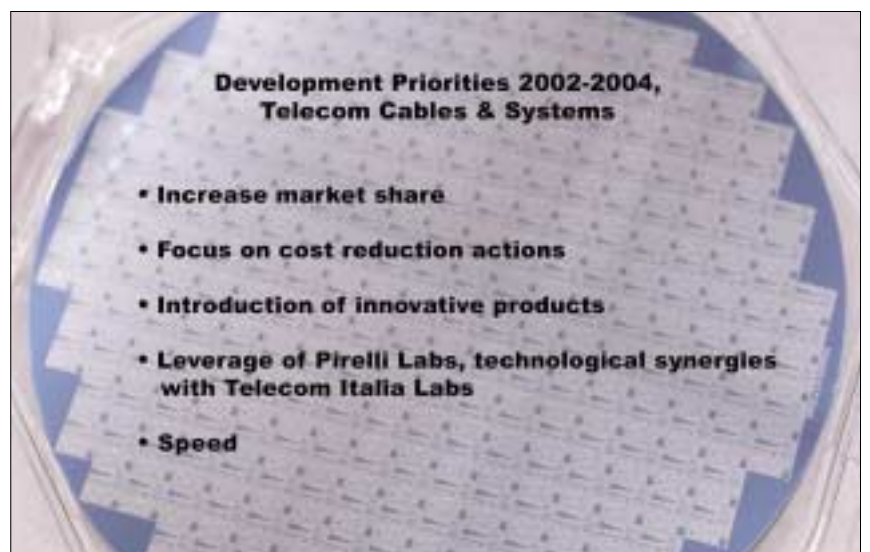 Development Priorities 2002-2004,
Telecom Cables & Systems
• Increase market share
• Focus on cost reduction actions
• Introduction of innovative products
• Leverage of Pirelli Labs, technological synergies
with Telecom Italia Labs
• Speed